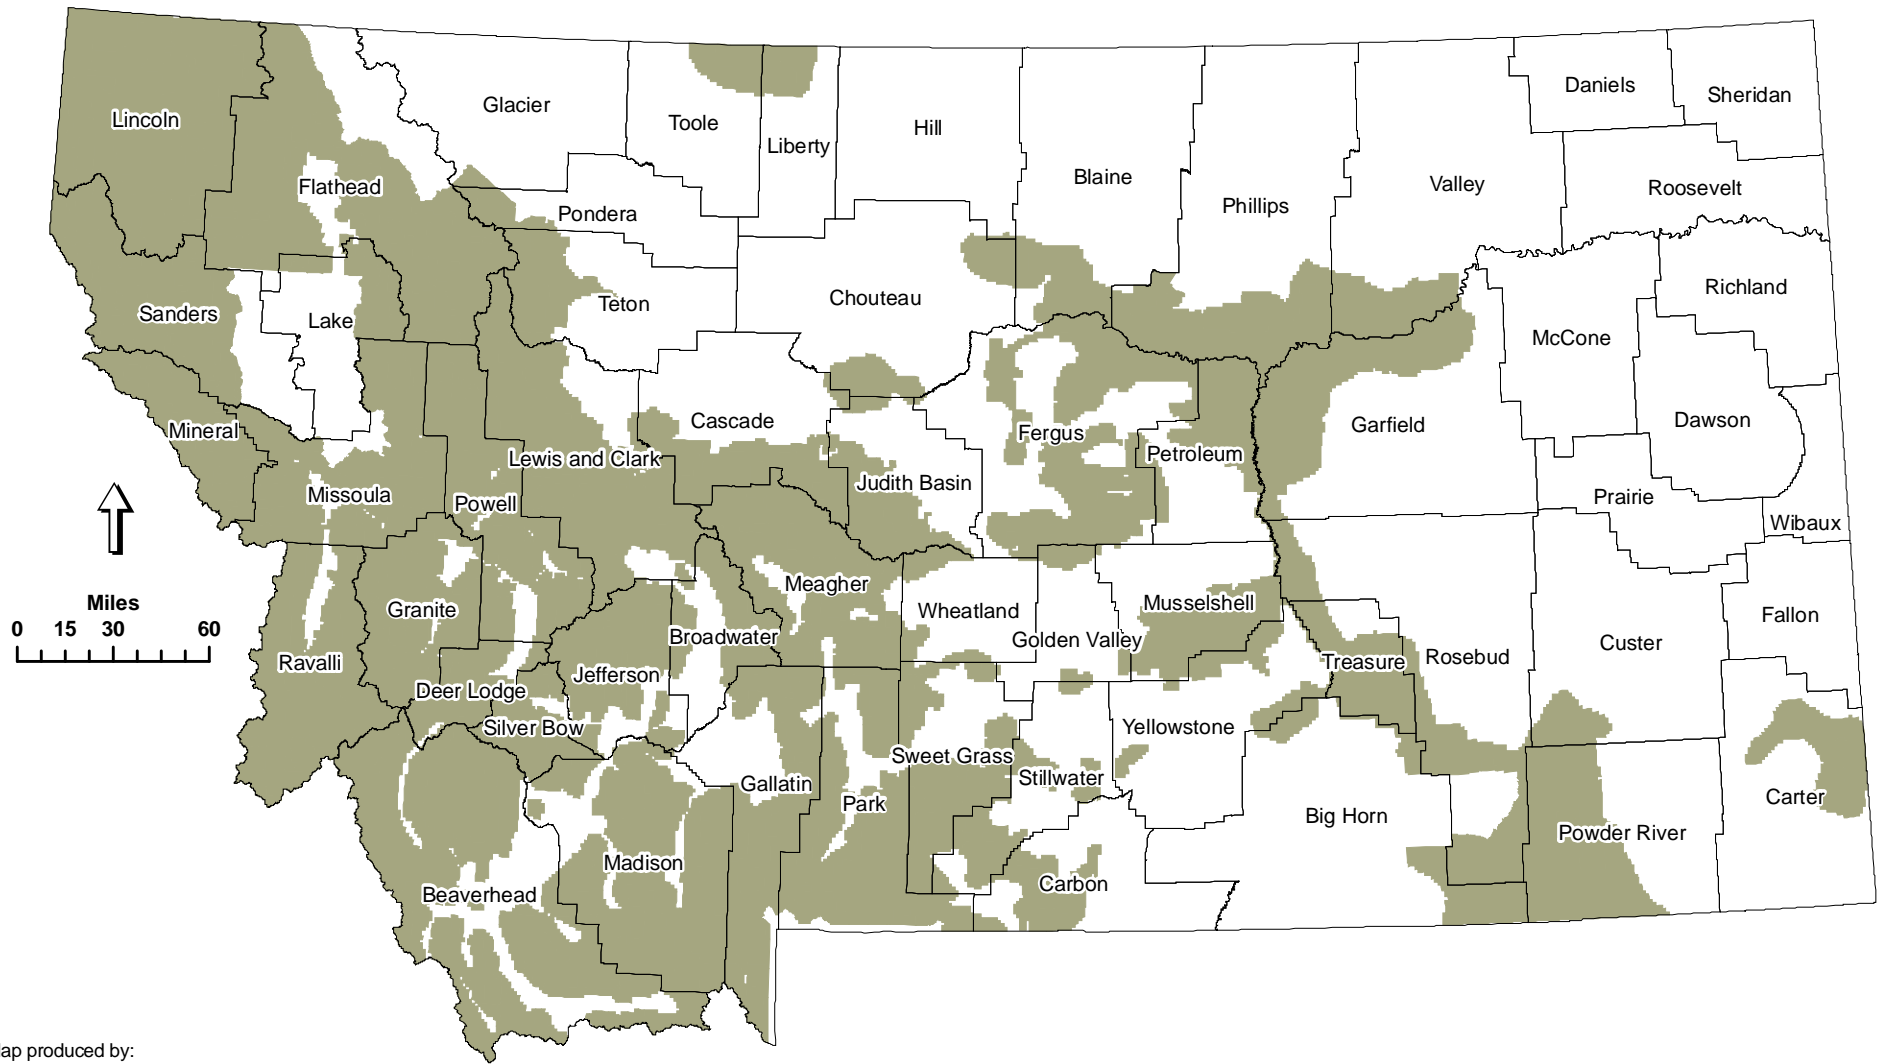 Lincoln
Flathead
Glacier
Toole
Liberty
Hill
Blaine
Phillips
Valley
Daniels
Sheridan
Roosevelt
Pondera
Sanders
Lake
Teton
Chouteau
Richland
McCone
Mineral
Cascade
Fergus
Garfield
Dawson
Missoula
Lewis and Clark
Powell
Judith Basin
Petroleum
Prairie
Wibaux
Miles
0 15 30 60
Granite
Meagher
Wheatland
Musselshell
Golden Valley
Broadwater
Fallon
Custer
Ravalli
Deer Lodge
Jefferson
Treasure
Rosebud
Silver Bow
Yellowstone
Sweet Grass
Stillwater
Gallatin
Park
Big Horn
Carter
Powder River
Madison
Beaverhead
Carbon
ap produced by: